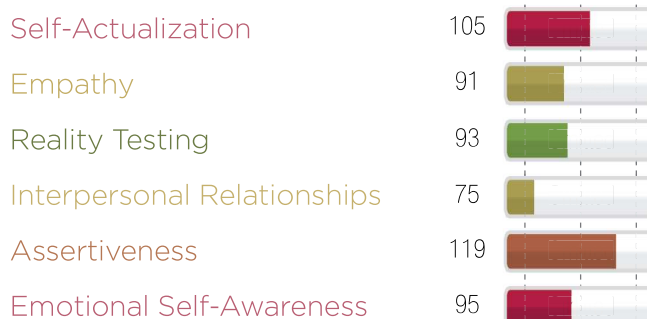 Self-Actualization 105
Empathy 91
Reality Testing 93
Interpersonal Relationships 75
Assertiveness 119
Emotional Self-Awareness 95